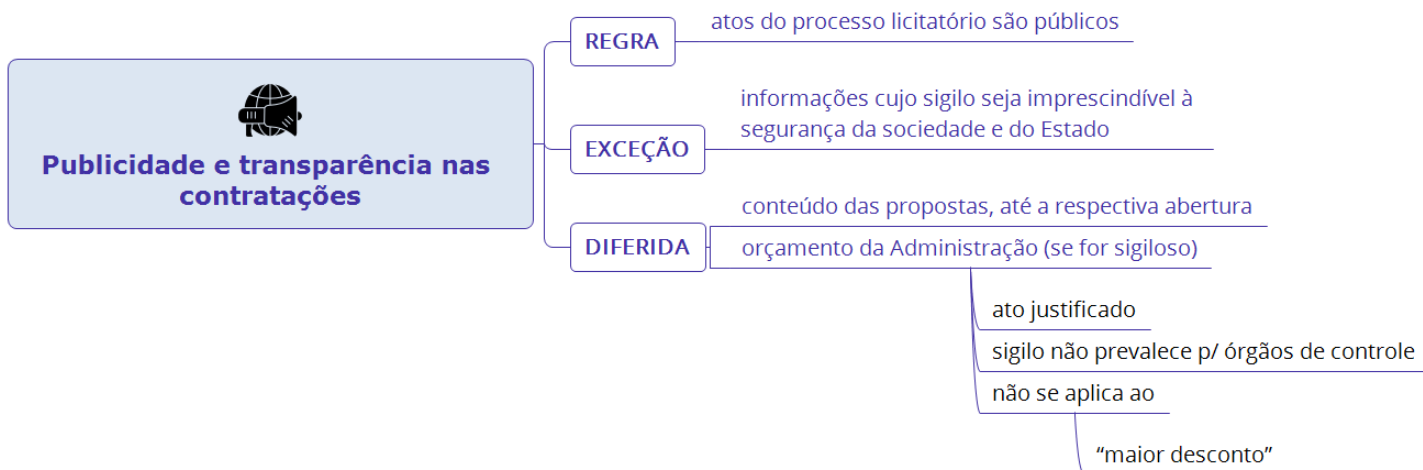 Publicidade e transparência nas
contratações
REGRA
atos do processo licitatório são públicos
EXCEÇÃO
informações cujo sigilo seja imprescindível à
segurança da sociedade e do Estado
DIFERIDA
conteúdo das propostas, até a respectiva abertura
orçamento da Administração (se for sigiloso)
ato justificado
sigilo não prevalece p/ órgãos de controle
não se aplica ao
“maior desconto”